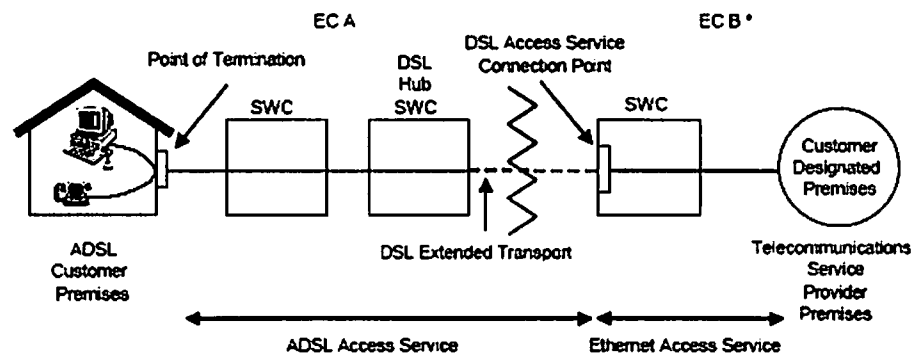 EC A
EC B *
Point of Termination
DSL
Hub
SWC
SWC
DSL Access Service
Connection Point
SWC
Customer
Designated
Premises
DSL Extended Transport
ADSL
Customer
Premises
Telecommunications
Service
Provider
Premises
ADSL Access Service
Ethernet Access Service